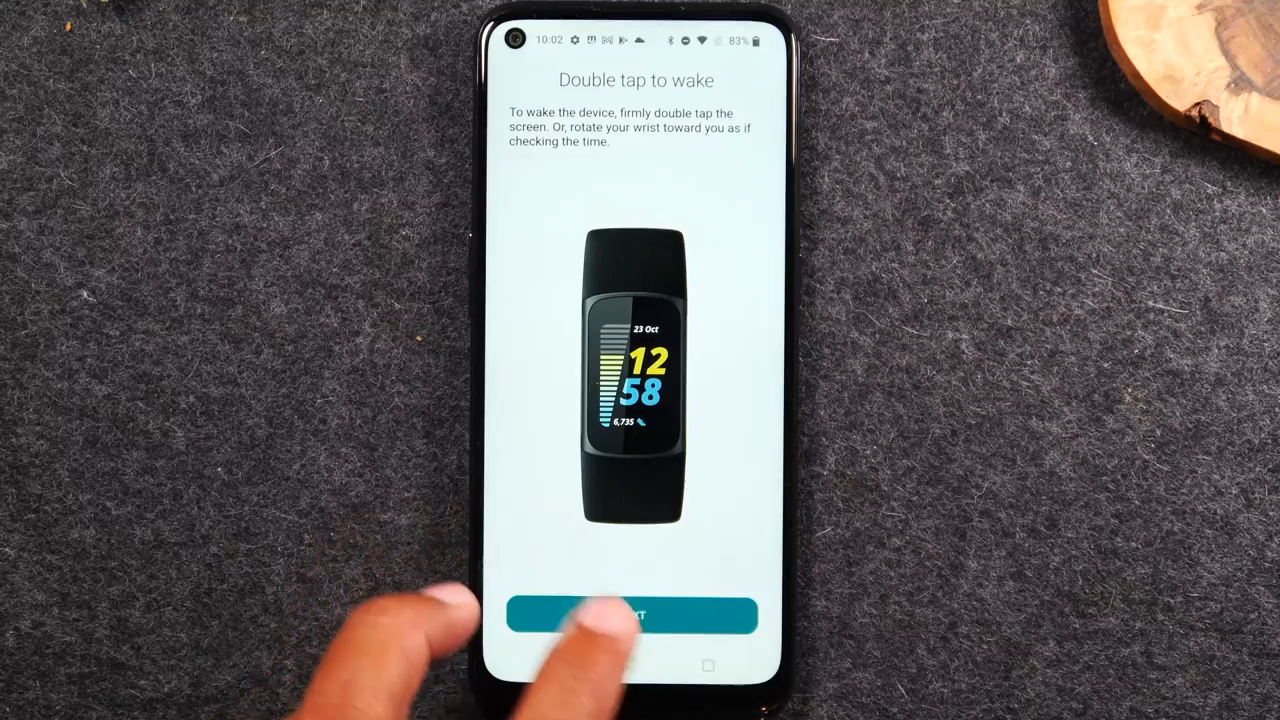 10:02 83%
Double tap to wake
To wake the device, firmly double tap the
screen. Or, rotate your wrist toward you as if
checking the time.
23 Oct
12
58
6,735